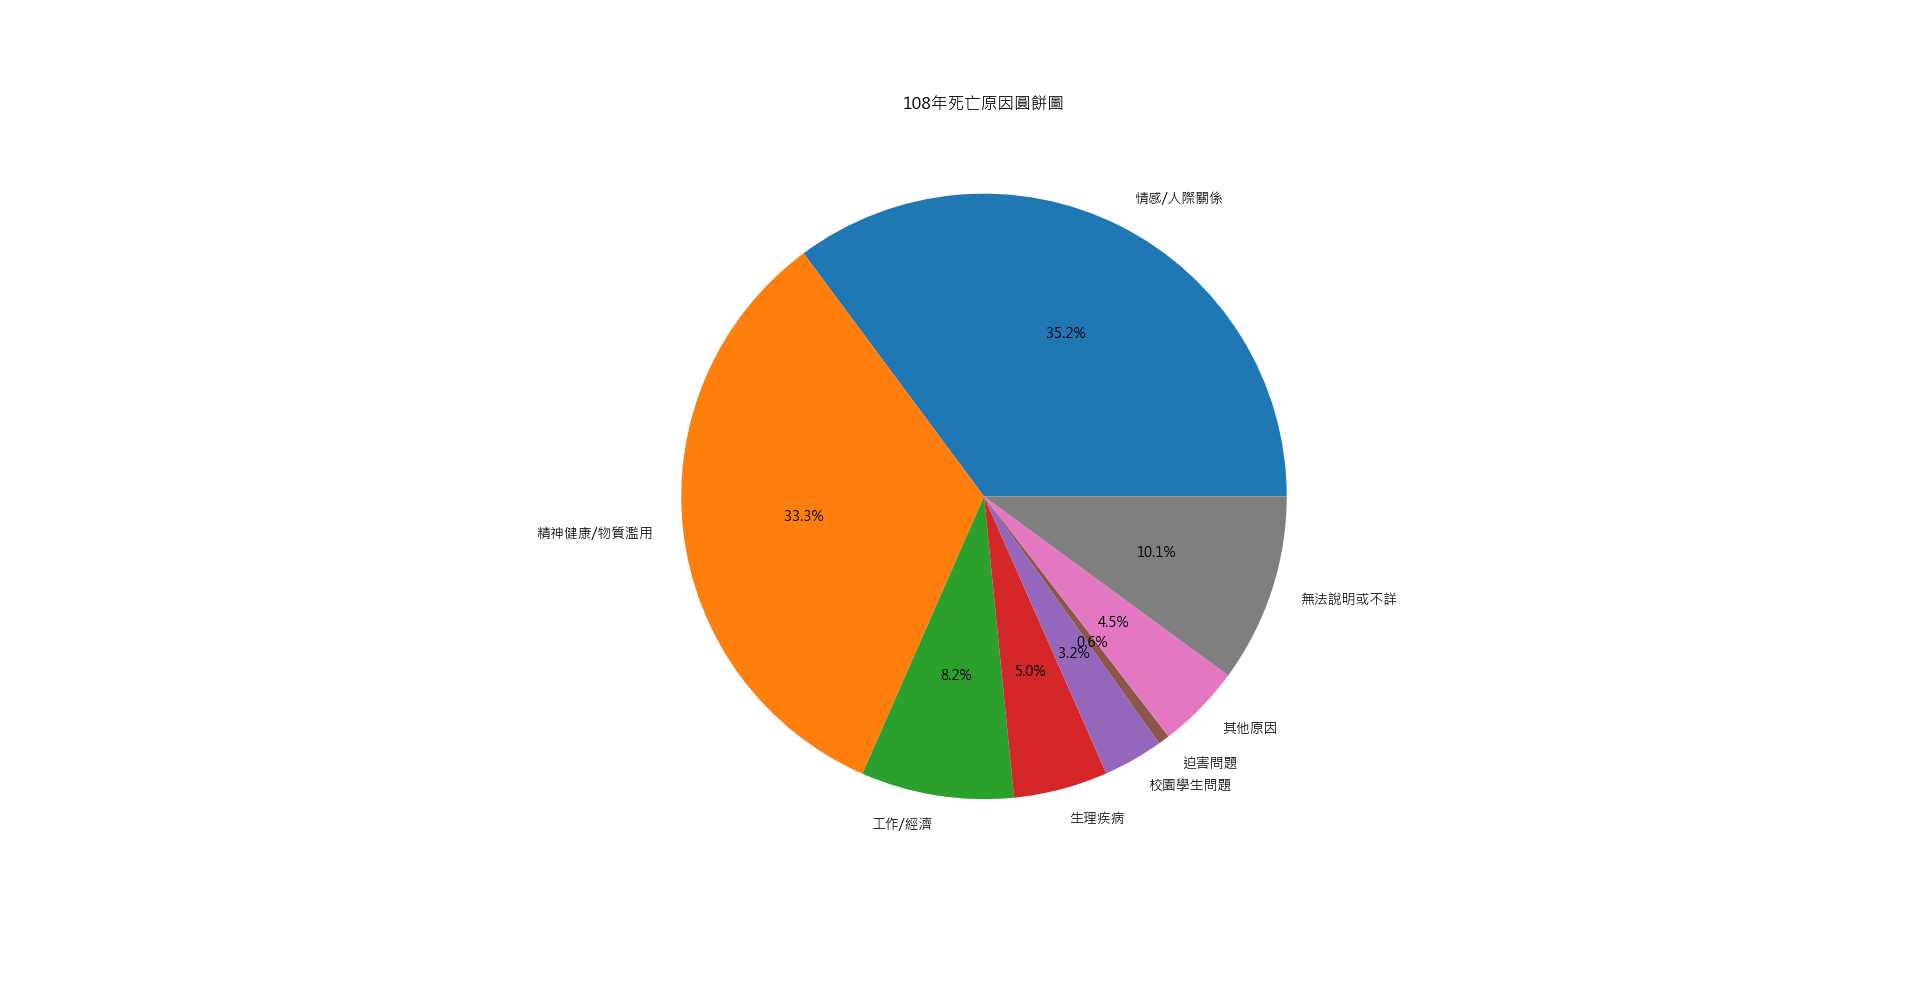 108年死亡原因圓餅圖
情感/人際關係
35.2%
33.3%
精神健康/物質濫用
10.1%
無法說明或不詳
4.5%
0.6%
3.2%
5.0%
8.2%
其他原因
迫害問題
校園學生問題
生理疾病
工作/經濟